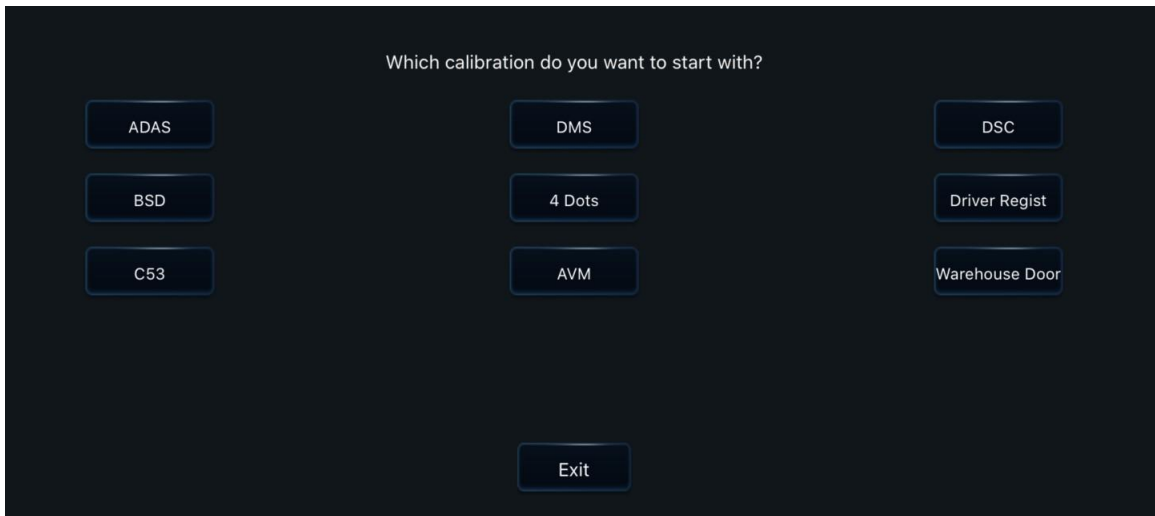 Which calibration do you want to start with?
ADAS
DMS
DSC
BSD
4 Dots
Driver Regist
C53
AVM
Warehouse Door
Exit